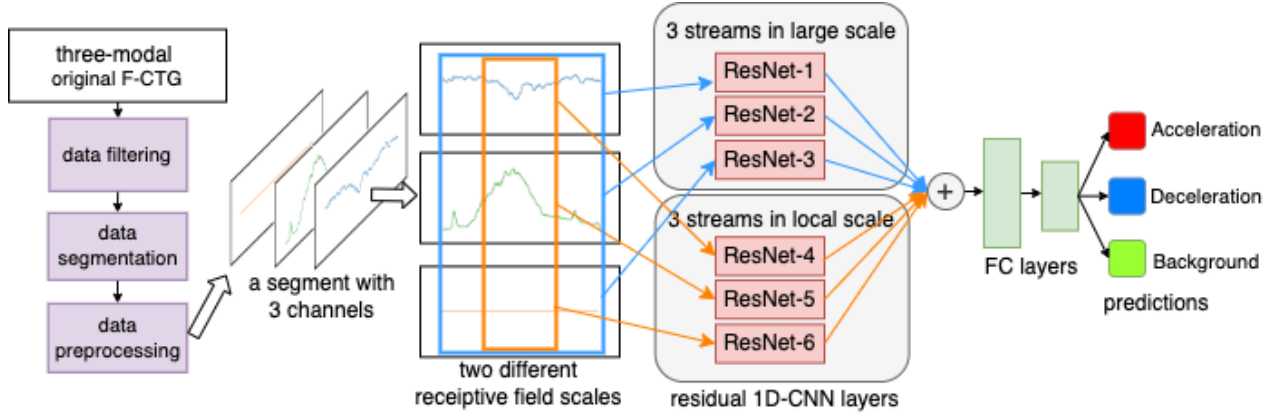 three-modal
original F-CTG
data filtering
data
segmentation
data
preprocessing
a segment with
3 channels
two different
receiptive field scales
3 streams in large scale
ResNet-1
ResNet-2
ResNet-3
3 streams in local scale
ResNet-4
ResNet-5
ResNet-6
residual 1D-CNN layers
+
FC layers
Acceleration
Deceleration
Background
predictions